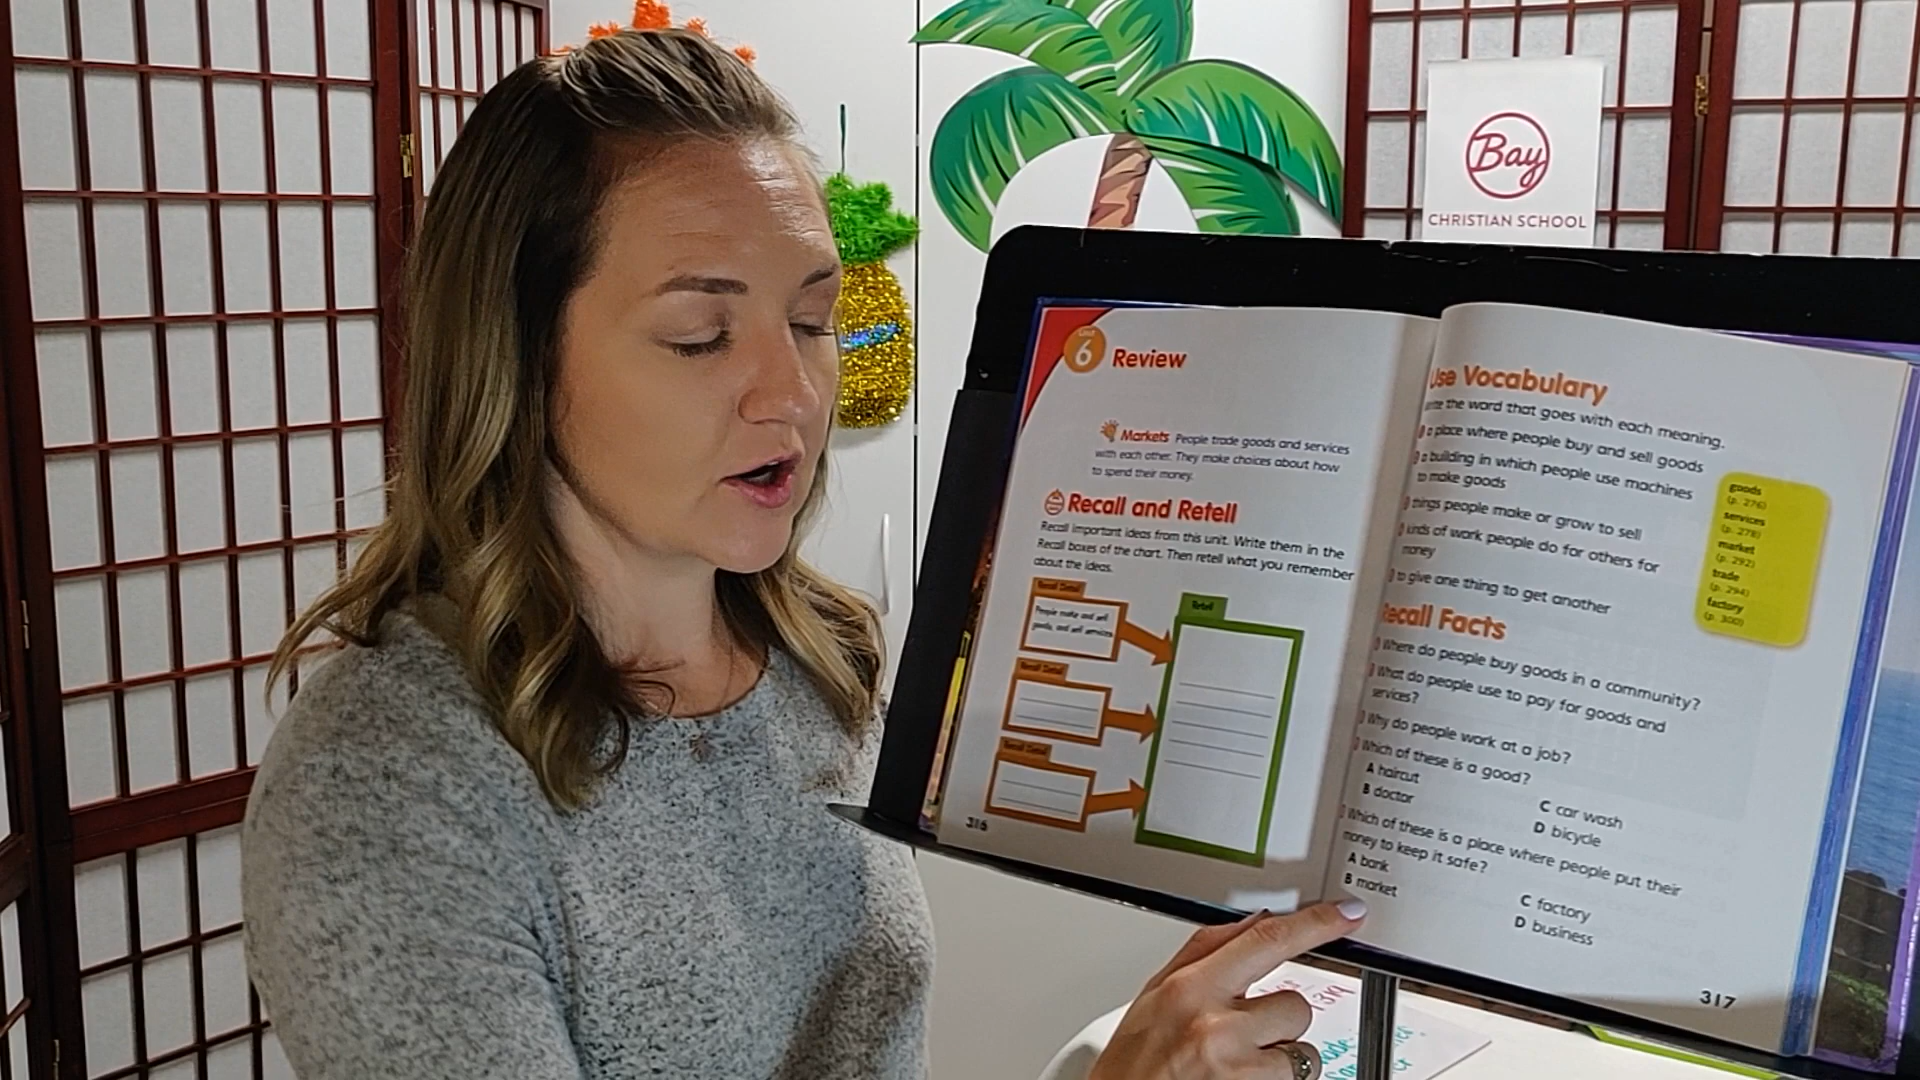 Bay
CHRISTIAN SCHOOL
Unit
6
Review
Markets People trade goods and services
with each other. They make choices about how
to spend their money.
Recall and Retell
Recall important ideas from this unit. Write them in the
Recall boxes of the chart. Then retell what you remember
about the ideas.
Recall Detail
People make and sell
goods, and sell services
Recall Detail
Recall Detail
Retell
316
Use Vocabulary
the word that goes with each meaning.
a place where people buy and sell goods
a building in which people use machines
to make goods
things people make or grow to sell
kinds of work people do for others for
money
to give one thing to get another
goods
(p. 276)
services
(p. 278)
market
(p. 292)
trade
(p. 294)
factory
(p. 300)
Recall Facts
Where do people buy goods in a community?
What do people use to pay for goods and
services?
Why do people work at a job?
Which of these is a good?
A haircut
B doctor
C car wash
D bicycle
Which of these is a place where people put their
money to keep it safe?
A bank
B market
C factory
D business
317